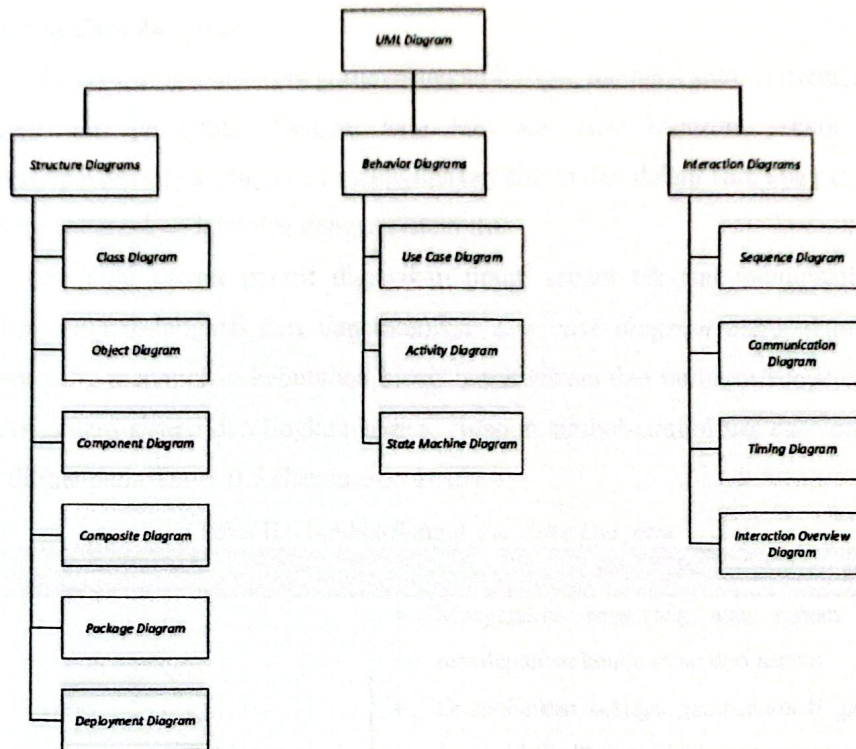 UML Diagram
Structure Diagrams
Behavior Diagrams
Interaction Diagrams
Class Diagram
Object Diagram
Component Diagram
Composite Diagram
Package Diagram
Deployment Diagram
Use Case Diagram
Activity Diagram
State Machine Diagram
Sequence Diagram
Communication
Diagram
Timing Diagram
Interaction Overview
Diagram